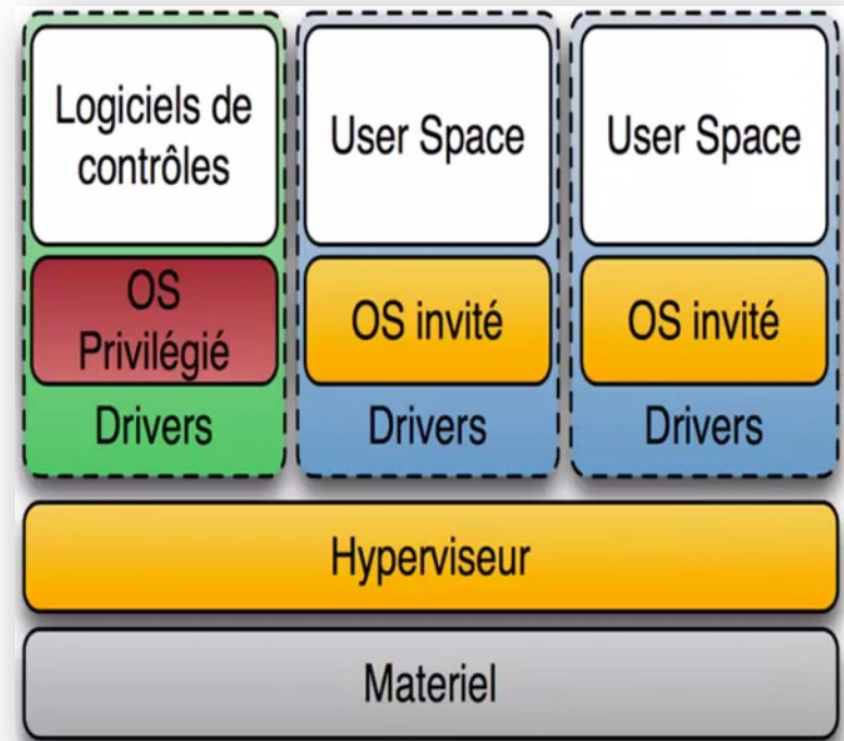 Logiciels de
contrôles
User Space
User Space
OS
Privilégié
OS invité
OS invité
Drivers
Drivers
Drivers
Hyperviseur
Materiel